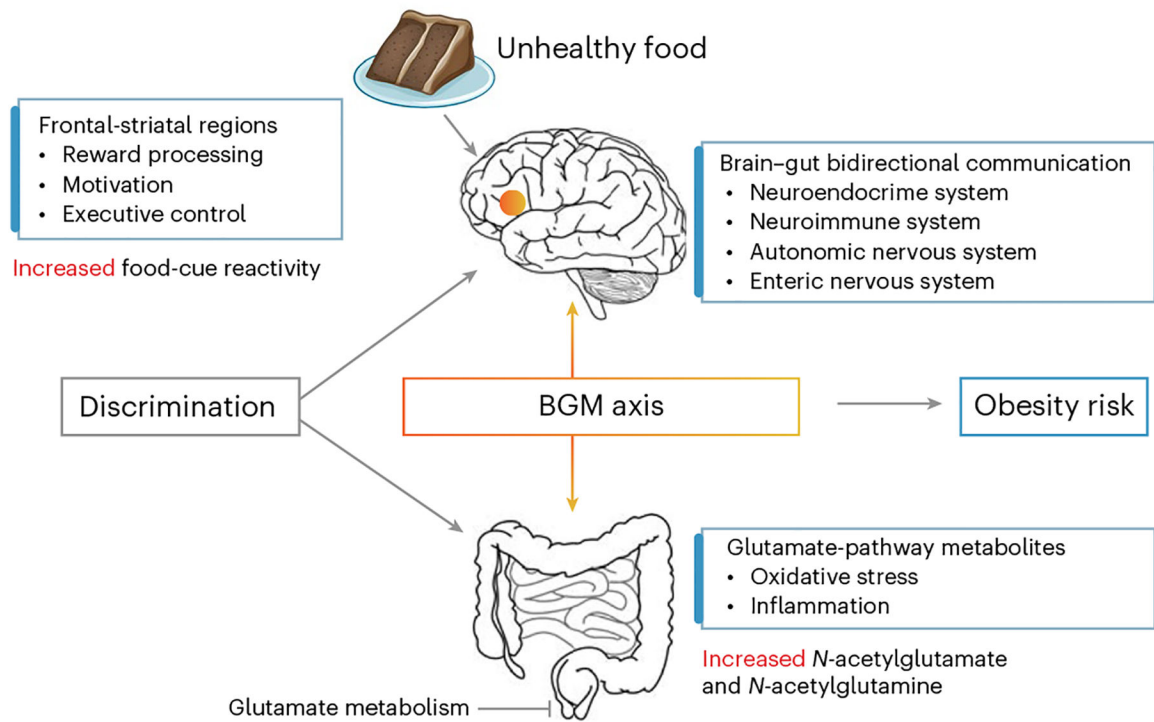 Unhealthy food
Frontal-striatal regions
• Reward processing
• Motivation
• Executive control
Increased food-cue reactivity
Brain–gut bidirectional communication
• Neuroendocrime system
• Neuroimmune system
• Autonomic nervous system
• Enteric nervous system
Discrimination
BGM axis
Obesity risk
Glutamate-pathway metabolites
• Oxidative stress
• Inflammation
Increased N-acetylglutamate
and N-acetylglutamine
Glutamate metabolism